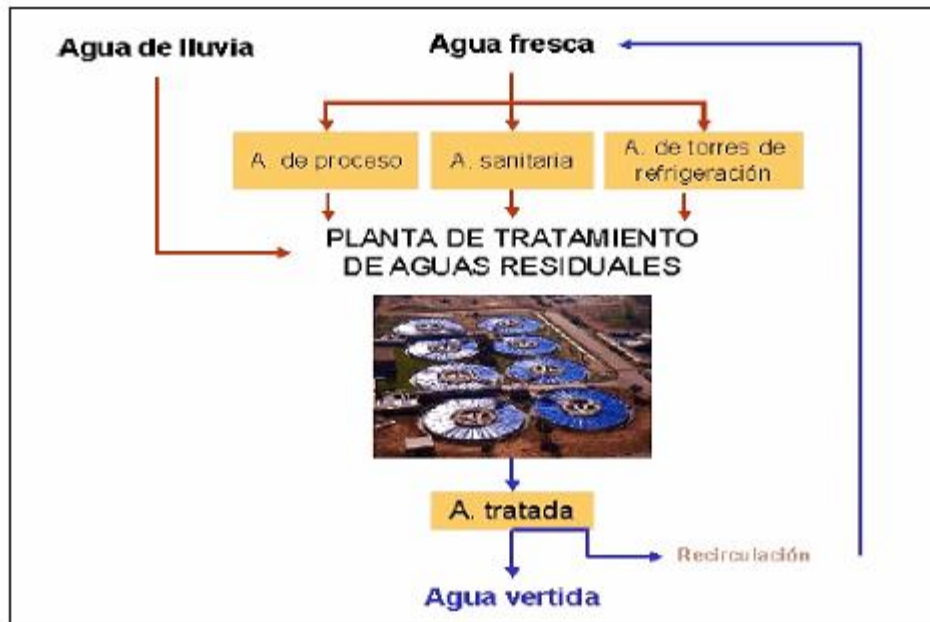 Agua de lluvia
Agua fresca
A. de proceso
A. sanitaria
A. de torres de
refrigeración
PLANTA DE TRATAMIENTO
DE AGUAS RESIDUALES
A. tratada
Recirculación
Agua vertida